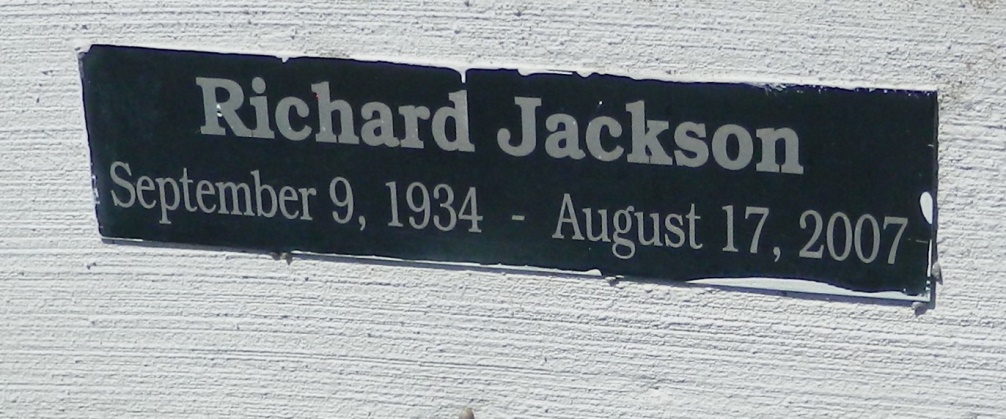 Richard Jackson
September 9, 1934 - August 17, 2007